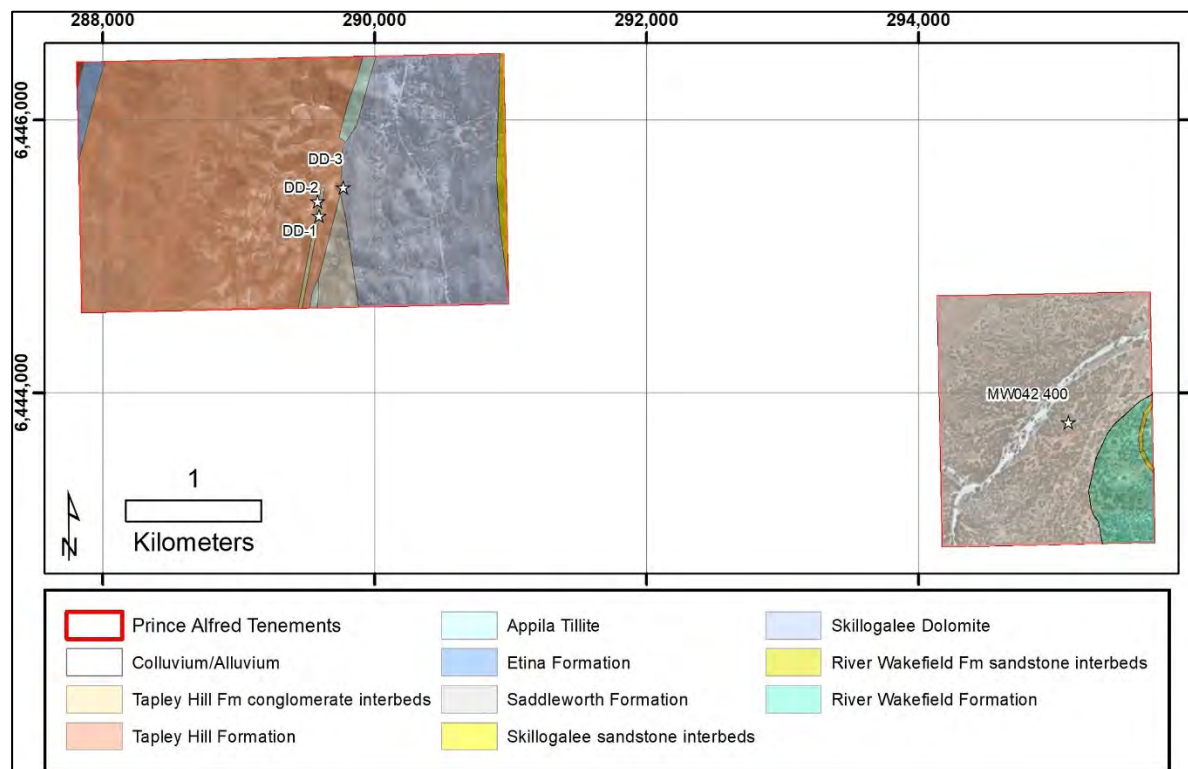 288,000 290,000 292,000 294,000
6,446,000
DD-3
DD-2
DD-1
6,444,000
MW042 400
1
Kilometers
N
Prince Alfred Tenements
Colluvium/Alluvium
Tapley Hill Fm conglomerate interbeds
Tapley Hill Formation
Appila Tillite
Etina Formation
Saddleworth Formation
Skillogalee sandstone interbeds
Skillogalee Dolomite
River Wakefield Fm sandstone interbeds
River Wakefield Formation